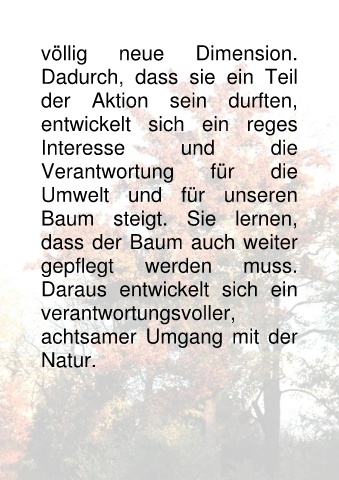 völlig neue Dimension.
Dadurch, dass sie ein Teil
der Aktion sein durften,
entwickelt sich ein reges
Interesse und die
Verantwortung für die
Umwelt und für unseren
Baum steigt. Sie lernen,
dass der Baum auch weiter
gepflegt werden muss.
Daraus entwickelt sich ein
verantwortungsvoller,
achtsamer Umgang mit der
Natur.